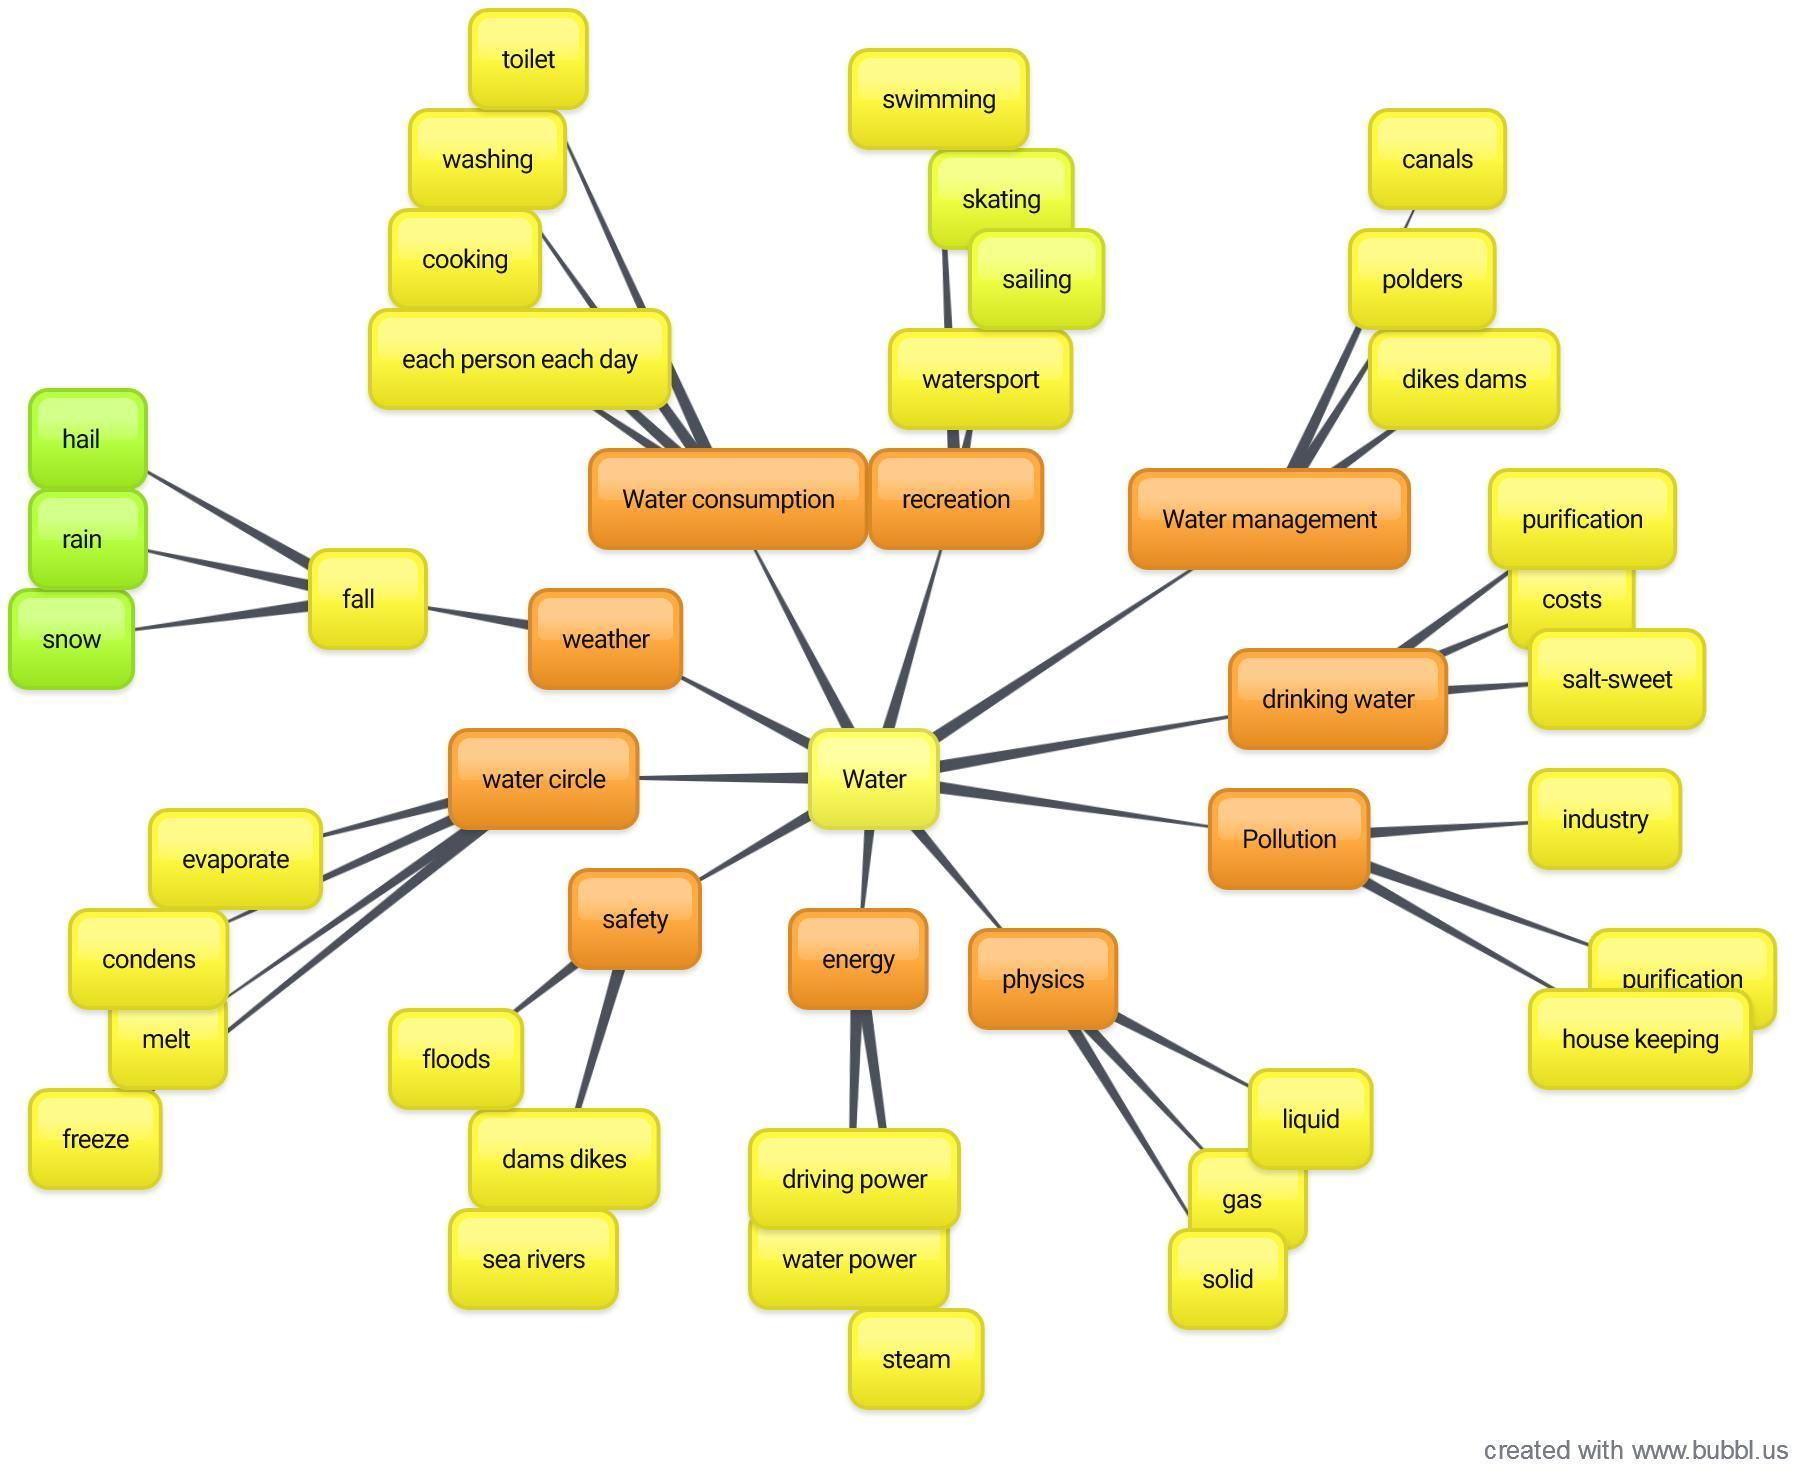 toilet
washing
cooking
each person each day
swimming
skating
sailing
watersport
canals
polders
dikes dams
hail
rain
snow
fall
weather
Water consumption
recreation
Water management
purification
costs
salt-sweet
drinking water
water circle
Water
Pollution
industry
purification
house keeping
evaporate
condens
melt
freeze
safety
floods
dams dikes
sea rivers
energy
driving power
water power
steam
physics
liquid
gas
solid
created with www.bubbl.us